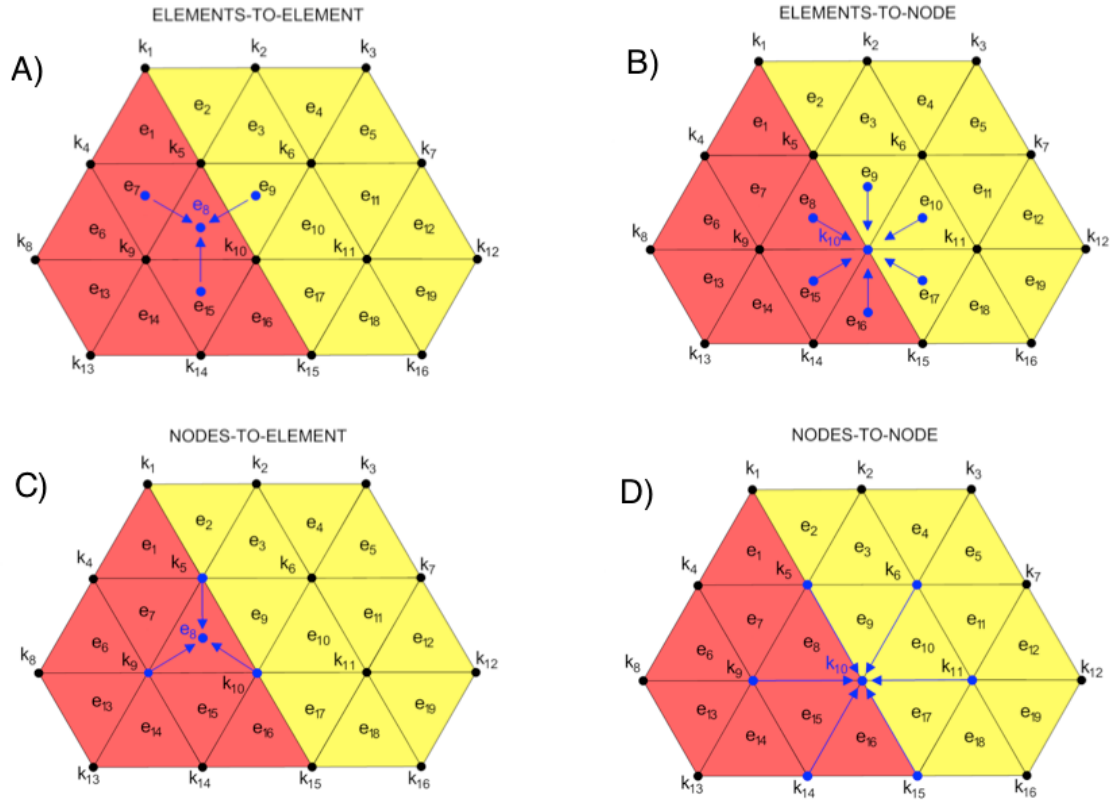 ELEMENTS-TO-ELEMENT
A)
k₁ k₂ k₃
e₂ e₄
e₁ e₃ e₅
k₄ k₅ k₆ k₇
e₇ e₈ e₉ e₁₁
e₆ e₁₀ e₁₂
k₈ k₉ k₁₀ k₁₁ k₁₂
e₁₃ e₁₅ e₁₇ e₁₉
e₁₄ e₁₆ e₁₈
k₁₃ k₁₄ k₁₅ k₁₆
ELEMENTS-TO-NODE
B)
k₁ k₂ k₃
e₂ e₄
e₁ e₃ e₅
k₄ k₅ k₆ k₇
e₇ e₉ e₁₁
e₆ e₈ e₁₀ e₁₂
k₈ k₉ k₁₀ k₁₁ k₁₂
e₁₃ e₁₅ e₁₇ e₁₉
e₁₄ e₁₆ e₁₈
k₁₃ k₁₄ k₁₅ k₁₆
NODES-TO-ELEMENT
C)
k₁ k₂ k₃
e₂ e₄
e₁ e₃ e₅
k₄ k₅ k₆ k₇
e₇ e₉ e₁₁
e₆ e₈ e₁₀ e₁₂
k₈ k₉ k₁₀ k₁₁ k₁₂
e₁₃ e₁₅ e₁₇ e₁₉
e₁₄ e₁₆ e₁₈
k₁₃ k₁₄ k₁₅ k₁₆
NODES-TO-NODE
D)
k₁ k₂ k₃
e₂ e₄
e₁ e₃ e₅
k₄ k₅ k₆ k₇
e₇ e₉ e₁₁
e₆ e₈ e₁₀ e₁₂
k₈ k₉ k₁₀ k₁₁ k₁₂
e₁₃ e₁₅ e₁₇ e₁₉
e₁₄ e₁₆ e₁₈
k₁₃ k₁₄ k₁₅ k₁₆